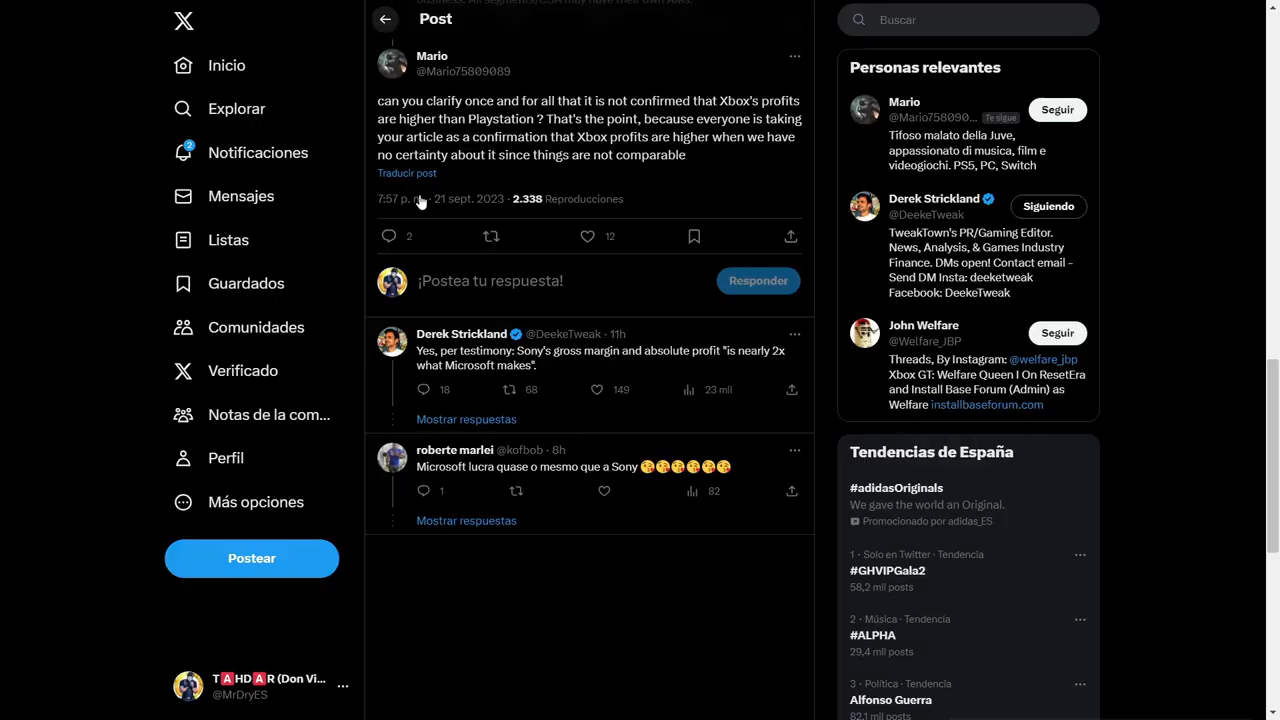 Post
Mario
@Mario75809089
can you clarify once and for all that it is not confirmed that Xbox's profits
are higher than Playstation ? That's the point, because everyone is taking
your article as a confirmation that Xbox profits are higher when we have
no certainty about it since things are not comparable
Traducir post
7:57 p. m. · 21 sept. 2023 · 2.338 Reproducciones
2
12
¡Postea tu respuesta!
Responder
Derek Strickland @DeekeTweak · 11h
Yes, per testimony: Sony's gross margin and absolute profit "is nearly 2x
what Microsoft makes".
18 68 149 23 mil
Mostrar respuestas
roberte marlei @kofbob · 8h
Microsoft lucra quase o mesmo que a Sony 😘😘😘😘😘😘
1 82
Mostrar respuestas
Inicio
Explorar
2
Notificaciones
Mensajes
Listas
Guardados
Comunidades
Verificado
Notas de la com...
Perfil
Más opciones
Postear
T🅰️HD🅰️R (Don Vi...
@MrDryES
Buscar
Personas relevantes
Mario
@Mario758090... Te sigue
Seguir
Tifoso malato della Juve,
appassionato di musica, film e
videogiochi. PS5, PC, Switch
Derek Strickland
@DeekeTweak
Siguiendo
TweakTown's PR/Gaming Editor.
News, Analysis, & Games Industry
Finance. DMs open! Contact email -
Send DM Insta: deeketweak
Facebook: DeekeTweak
John Welfare
@Welfare_JBP
Seguir
Threads, By Instagram: @welfare_jbp
Xbox GT: Welfare Queen I On ResetEra
and Install Base Forum (Admin) as
Welfare installbaseforum.com
Tendencias de España
#adidasOriginals
We gave the world an Original.
Promocionado por adidas_ES
1 · Solo en Twitter · Tendencia
#GHVIPGala2
58,2 mil posts
2 · Música · Tendencia
#ALPHA
29,4 mil posts
3 · Política · Tendencia
Alfonso Guerra
82,1 mil posts